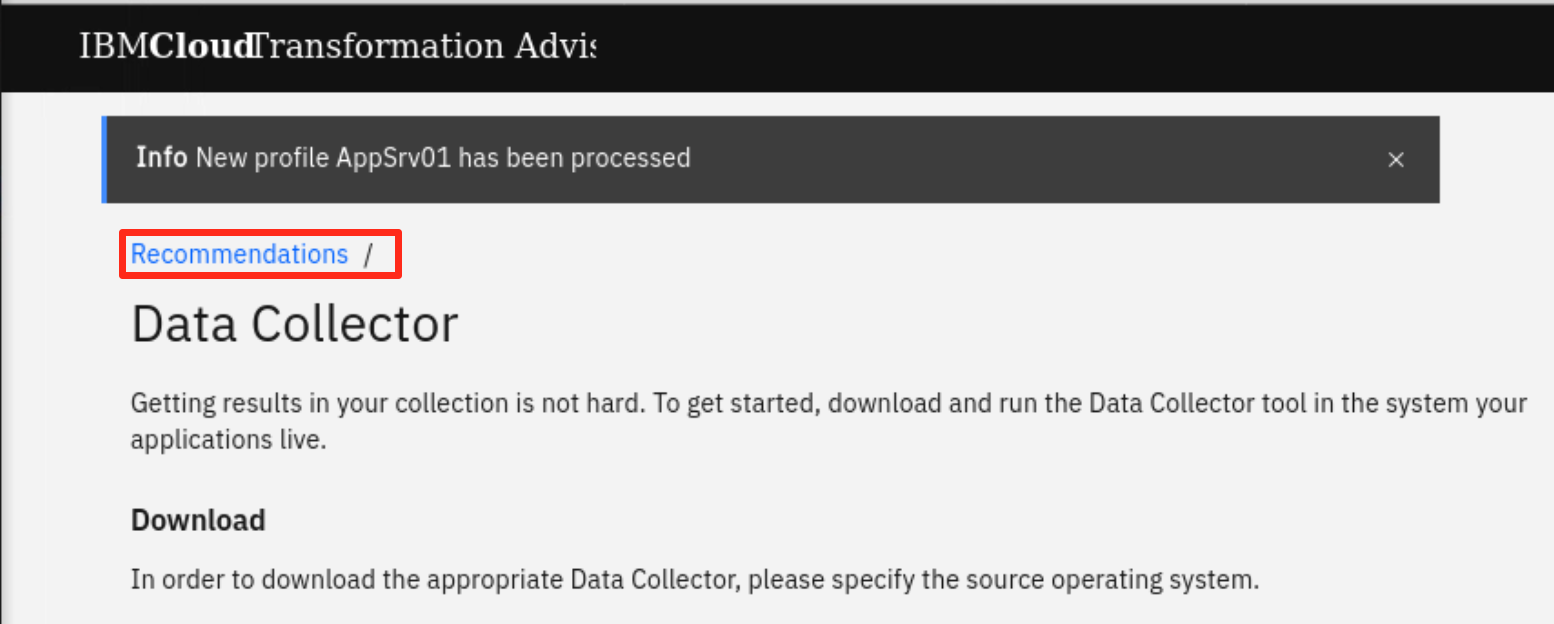 IBMCloudTransformation Advis
Info New profile AppSrv01 has been processed
Recommendations /
Data Collector
Getting results in your collection is not hard. To get started, download and run the Data Collector tool in the system your
applications live.
Download
In order to download the appropriate Data Collector, please specify the source operating system.